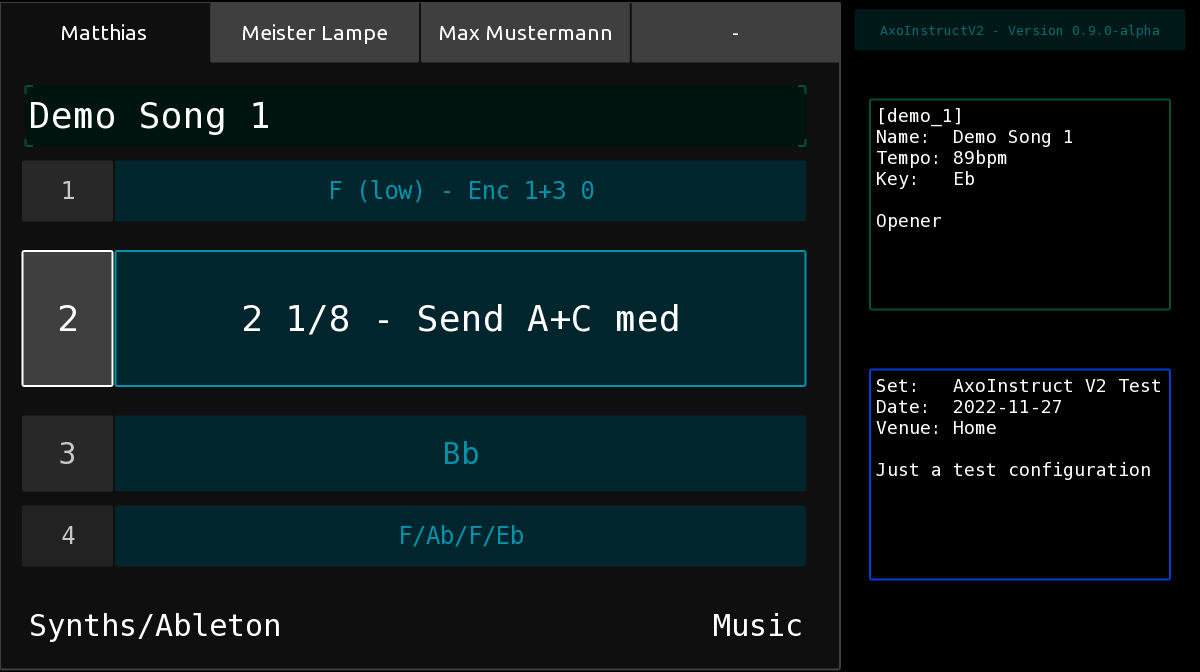 Matthias
Meister Lampe
Max Mustermann
-
Demo Song 1
1
F (low) - Enc 1+3 0
2
2 1/8 - Send A+C med
3
Bb
4
F/Ab/F/Eb
Synths/Ableton
Music
AxoInstructV2 - Version 0.9.0-alpha
[demo_1]
Name: Demo Song 1
Tempo: 89bpm
Key: Eb
Opener
Set: AxoInstruct V2 Test
Date: 2022-11-27
Venue: Home
Just a test configuration